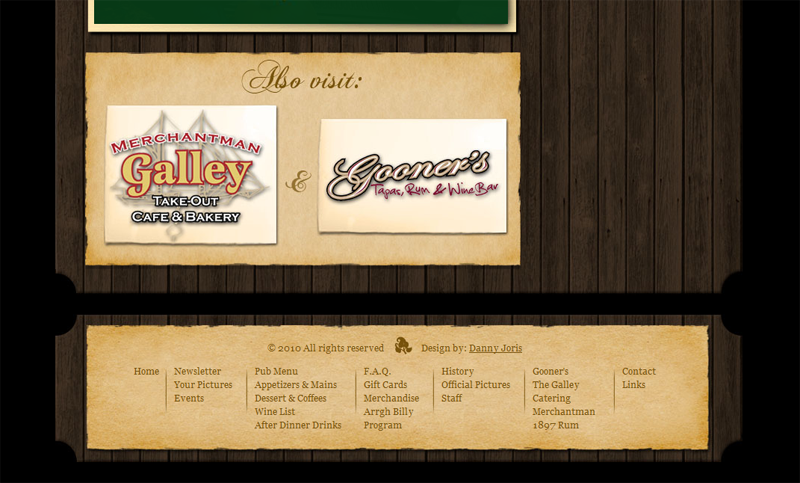 Also visit:
MERCHANTMAN
Galley
TAKE-OUT
CAFE & BAKERY
&
Gooner's
Tapas, Rum & Wine Bar
© 2010 All rights reserved Design by: Danny Joris
Home
Newsletter
Your Pictures
Events
Pub Menu
Appetizers & Mains
Dessert & Coffees
Wine List
After Dinner Drinks
F.A.Q.
Gift Cards
Merchandise
Arrgh Billy
Program
History
Official Pictures
Staff
Gooner's
The Galley
Catering
Merchantman
1897 Rum
Contact
Links